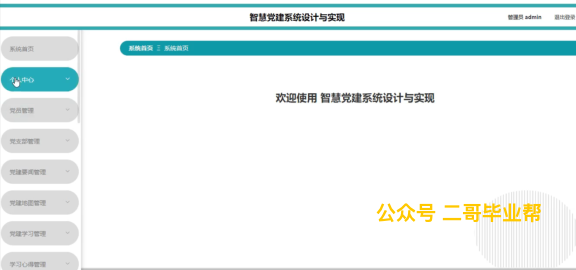 智慧党建系统设计与实现
管理员 admin 退出登录
系统首页
系统首页 ： 系统首页
个人中心
欢迎使用 智慧党建系统设计与实现
党员管理
党支部管理
党建要闻管理
党建地图管理
公众号 二哥毕业帮
党建学习管理
学习心得管理